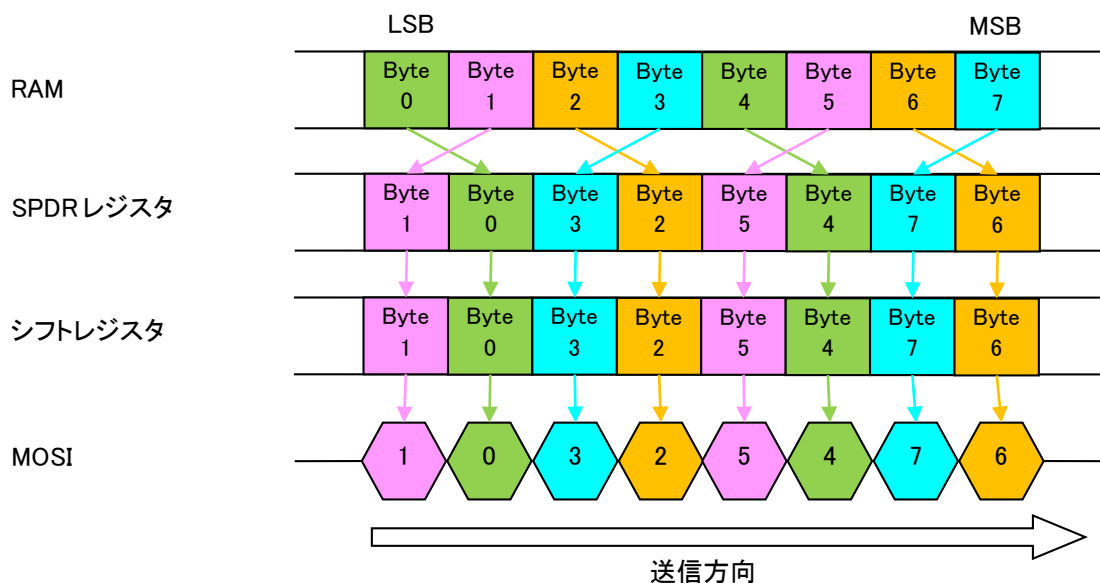 LSB MSB
RAM
Byte Byte Byte Byte Byte Byte Byte Byte
0 1 2 3 4 5 6 7
SPDRレジスタ
Byte Byte Byte Byte Byte Byte Byte Byte
1 0 3 2 5 4 7 6
シフトレジスタ
Byte Byte Byte Byte Byte Byte Byte Byte
1 0 3 2 5 4 7 6
MOSI
1 0 3 2 5 4 7 6
送信方向